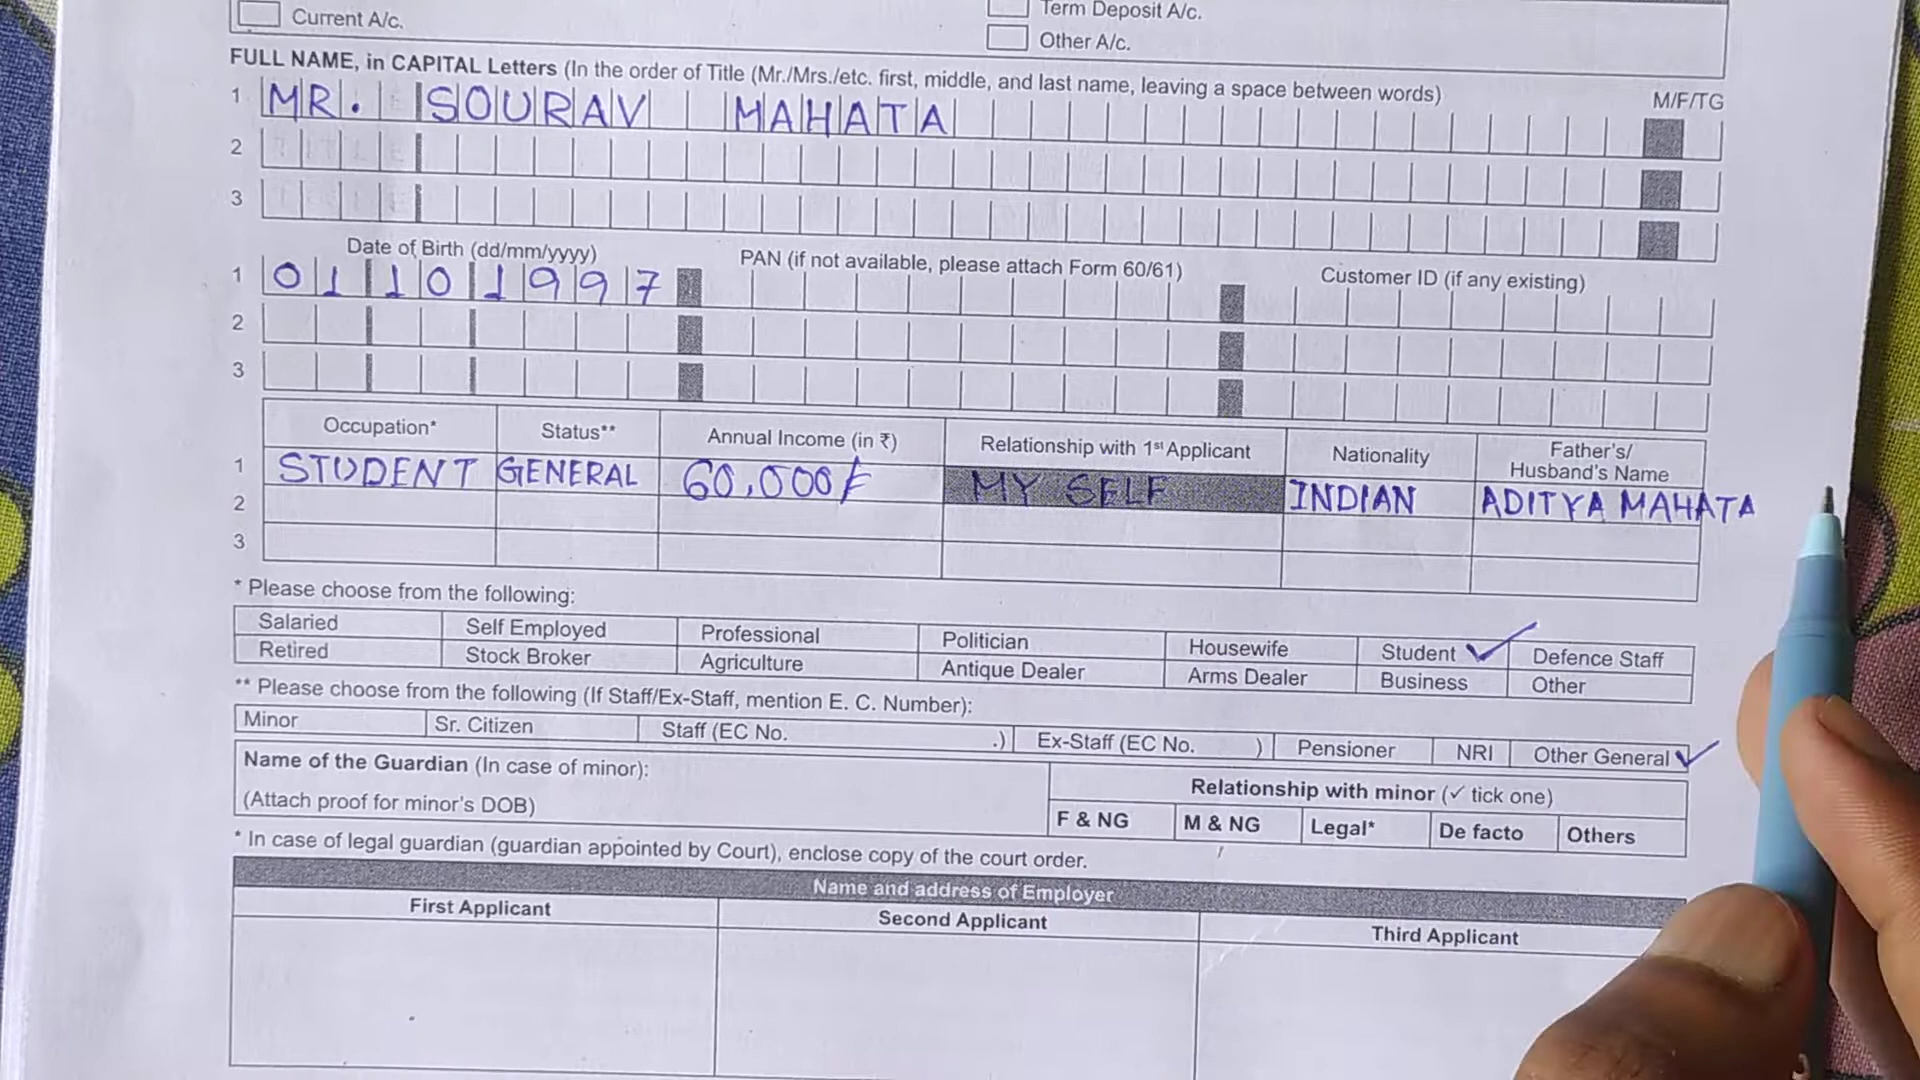 Current A/c. Term Deposit A/c.
Other A/c.
FULL NAME, in CAPITAL Letters (In the order of Title (Mr./Mrs./etc. first, middle, and last name, leaving a space between words) M/F/TG
1 MR. SOURAV MAHATA
2
3
Date of Birth (dd/mm/yyyy) PAN (if not available, please attach Form 60/61) Customer ID (if any existing)
1 01101997
2
3
Occupation* Status** Annual Income (in ₹) Relationship with 1st Applicant Nationality Father's/ Husband's Name
1 STUDENT GENERAL 60,000/- MY SELF INDIAN ADITYA MAHATA
2
3
* Please choose from the following:
Salaried Self Employed Professional Politician Housewife Student ✓ Defence Staff
Retired Stock Broker Agriculture Antique Dealer Arms Dealer Business Other
** Please choose from the following (If Staff/Ex-Staff, mention E. C. Number):
Minor Sr. Citizen Staff (EC No. .) Ex-Staff (EC No. ) Pensioner NRI Other General ✓
Name of the Guardian (In case of minor): Relationship with minor (✓ tick one)
(Attach proof for minor's DOB) F & NG M & NG Legal* De facto Others
* In case of legal guardian (guardian appointed by Court), enclose copy of the court order.
Name and address of Employer
First Applicant Second Applicant Third Applicant